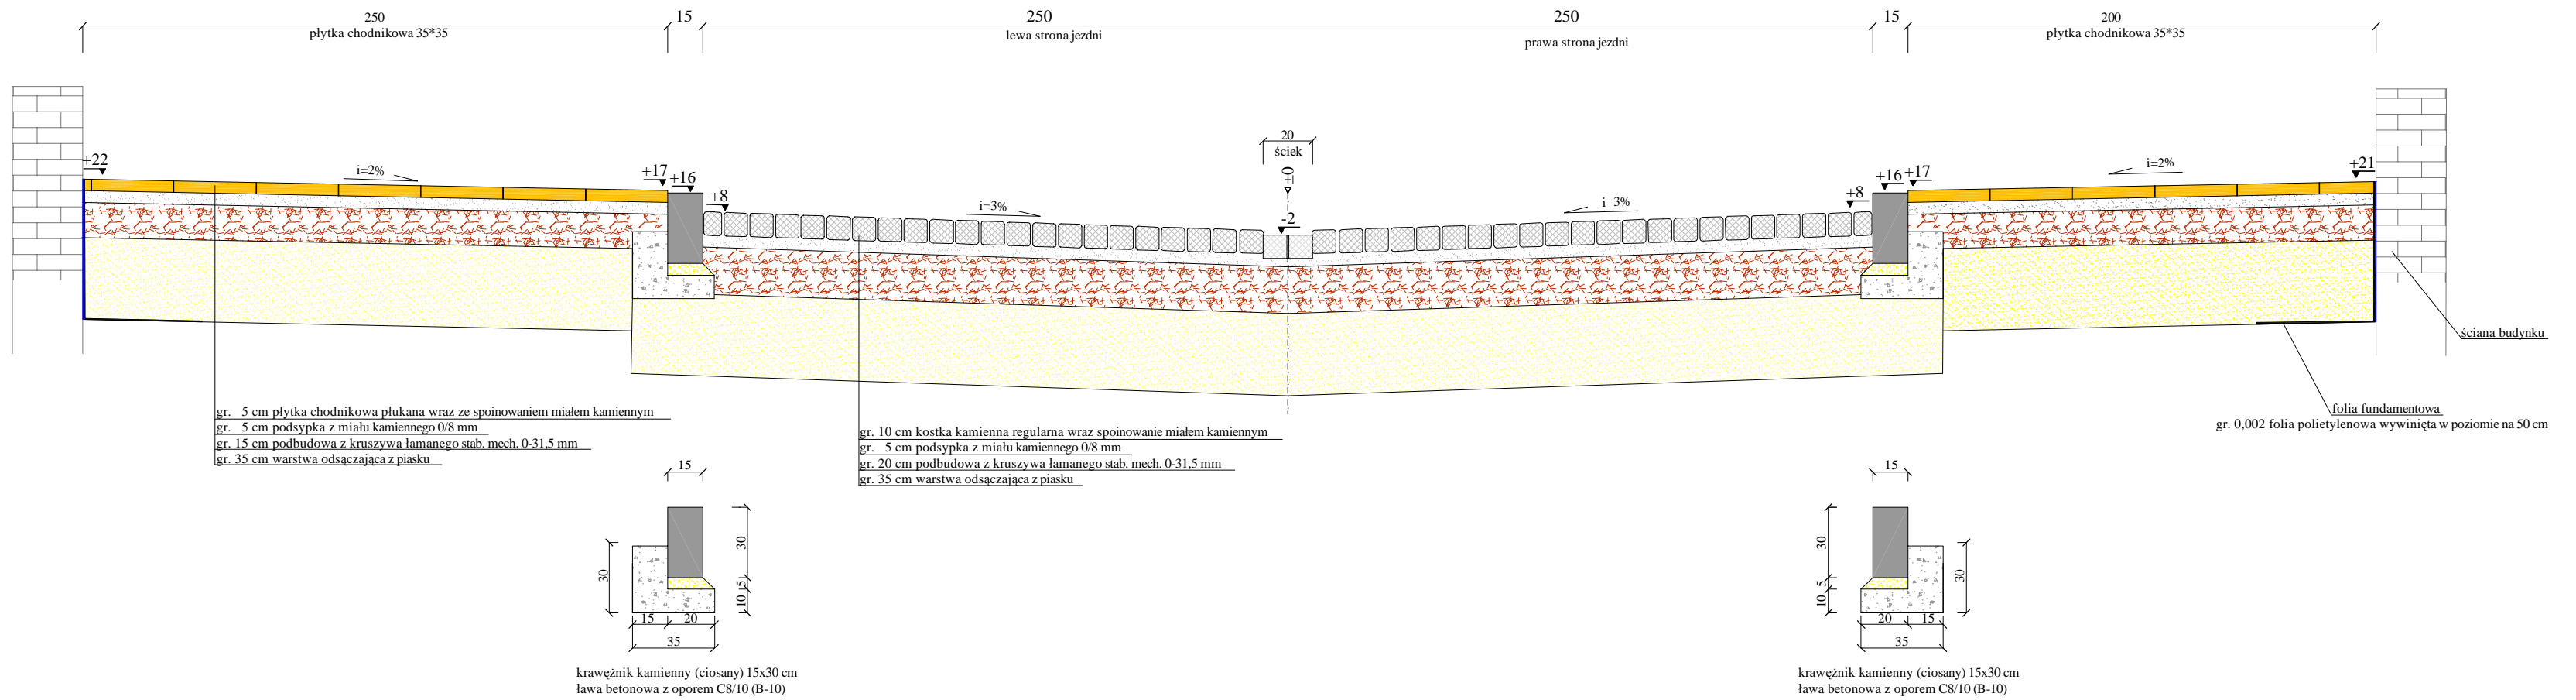 250
15
250
250
15
200
płytka chodnikowa 35*35
lewa strona jezdni
prawa strona jezdni
płytka chodnikowa 35*35
+22
i=2%
+17
+16
+8
i=3%
20
ściek
±0
-2
i=3%
+8
+16
+17
i=2%
+21
ściana budynku
folia fundamentowa
gr. 0,002 folia polietylenowa wywinięta w poziomie na 50 cm
gr. 5 cm płytka chodnikowa płukana wraz ze spoinowaniem miałem kamiennym
gr. 5 cm podsypka z miału kamiennego 0/8 mm
gr. 15 cm podbudowa z kruszywa łamanego stab. mech. 0-31,5 mm
gr. 35 cm warstwa odsączająca z piasku
gr. 10 cm kostka kamienna regularna wraz spoinowanie miałem kamiennym
gr. 5 cm podsypka z miału kamiennego 0/8 mm
gr. 20 cm podbudowa z kruszywa łamanego stab. mech. 0-31,5 mm
gr. 35 cm warstwa odsączająca z piasku
15
30
30
5
10
15
20
35
krawężnik kamienny (ciosany) 15x30 cm
ława betonowa z oporem C8/10 (B-10)
15
30
5
10
30
20
15
35
krawężnik kamienny (ciosany) 15x30 cm
ława betonowa z oporem C8/10 (B-10)